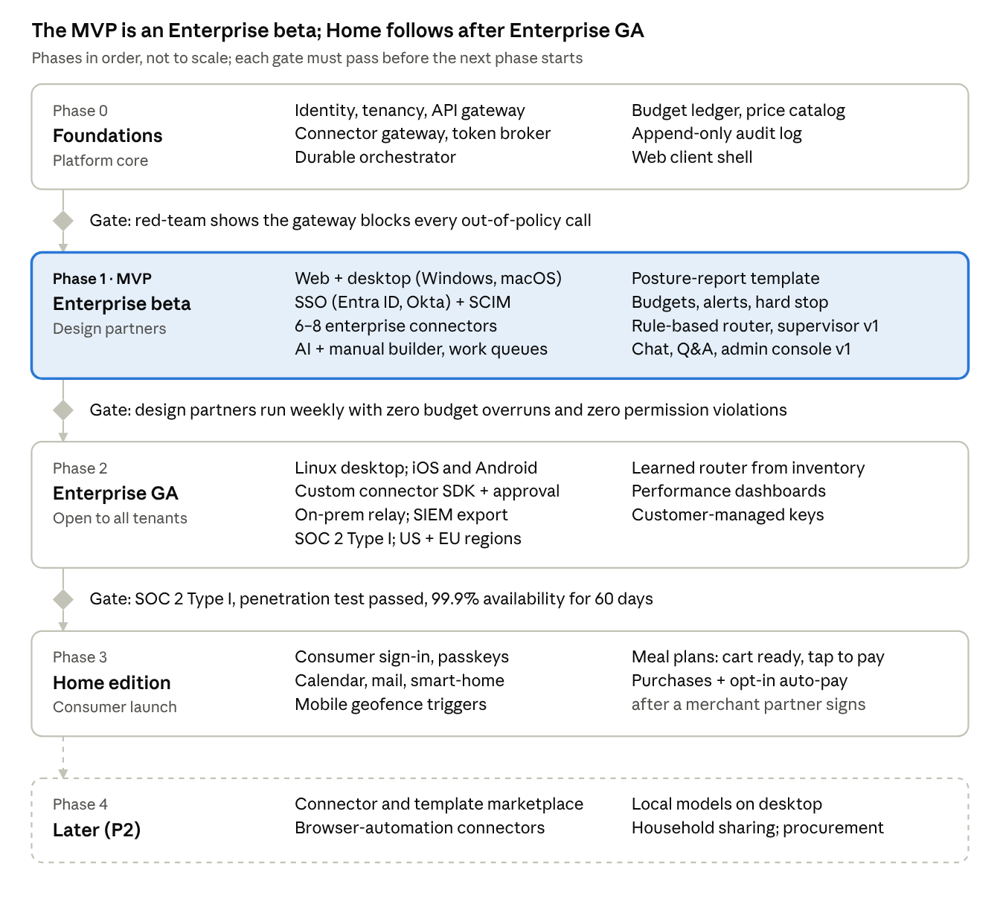 The MVP is an Enterprise beta; Home follows after Enterprise GA
Phases in order, not to scale; each gate must pass before the next phase starts
Phase 0
Foundations
Platform core
Identity, tenancy, API gateway
Connector gateway, token broker
Durable orchestrator
Budget ledger, price catalog
Append-only audit log
Web client shell
Gate: red-team shows the gateway blocks every out-of-policy call
Phase 1 · MVP
Enterprise beta
Design partners
Web + desktop (Windows, macOS)
SSO (Entra ID, Okta) + SCIM
6–8 enterprise connectors
AI + manual builder, work queues
Posture-report template
Budgets, alerts, hard stop
Rule-based router, supervisor v1
Chat, Q&A, admin console v1
Gate: design partners run weekly with zero budget overruns and zero permission violations
Phase 2
Enterprise GA
Open to all tenants
Linux desktop; iOS and Android
Custom connector SDK + approval
On-prem relay; SIEM export
SOC 2 Type I; US + EU regions
Learned router from inventory
Performance dashboards
Customer-managed keys
Gate: SOC 2 Type I, penetration test passed, 99.9% availability for 60 days
Phase 3
Home edition
Consumer launch
Consumer sign-in, passkeys
Calendar, mail, smart-home
Mobile geofence triggers
Meal plans: cart ready, tap to pay
Purchases + opt-in auto-pay
after a merchant partner signs
Phase 4
Later (P2)
Connector and template marketplace
Browser-automation connectors
Local models on desktop
Household sharing; procurement